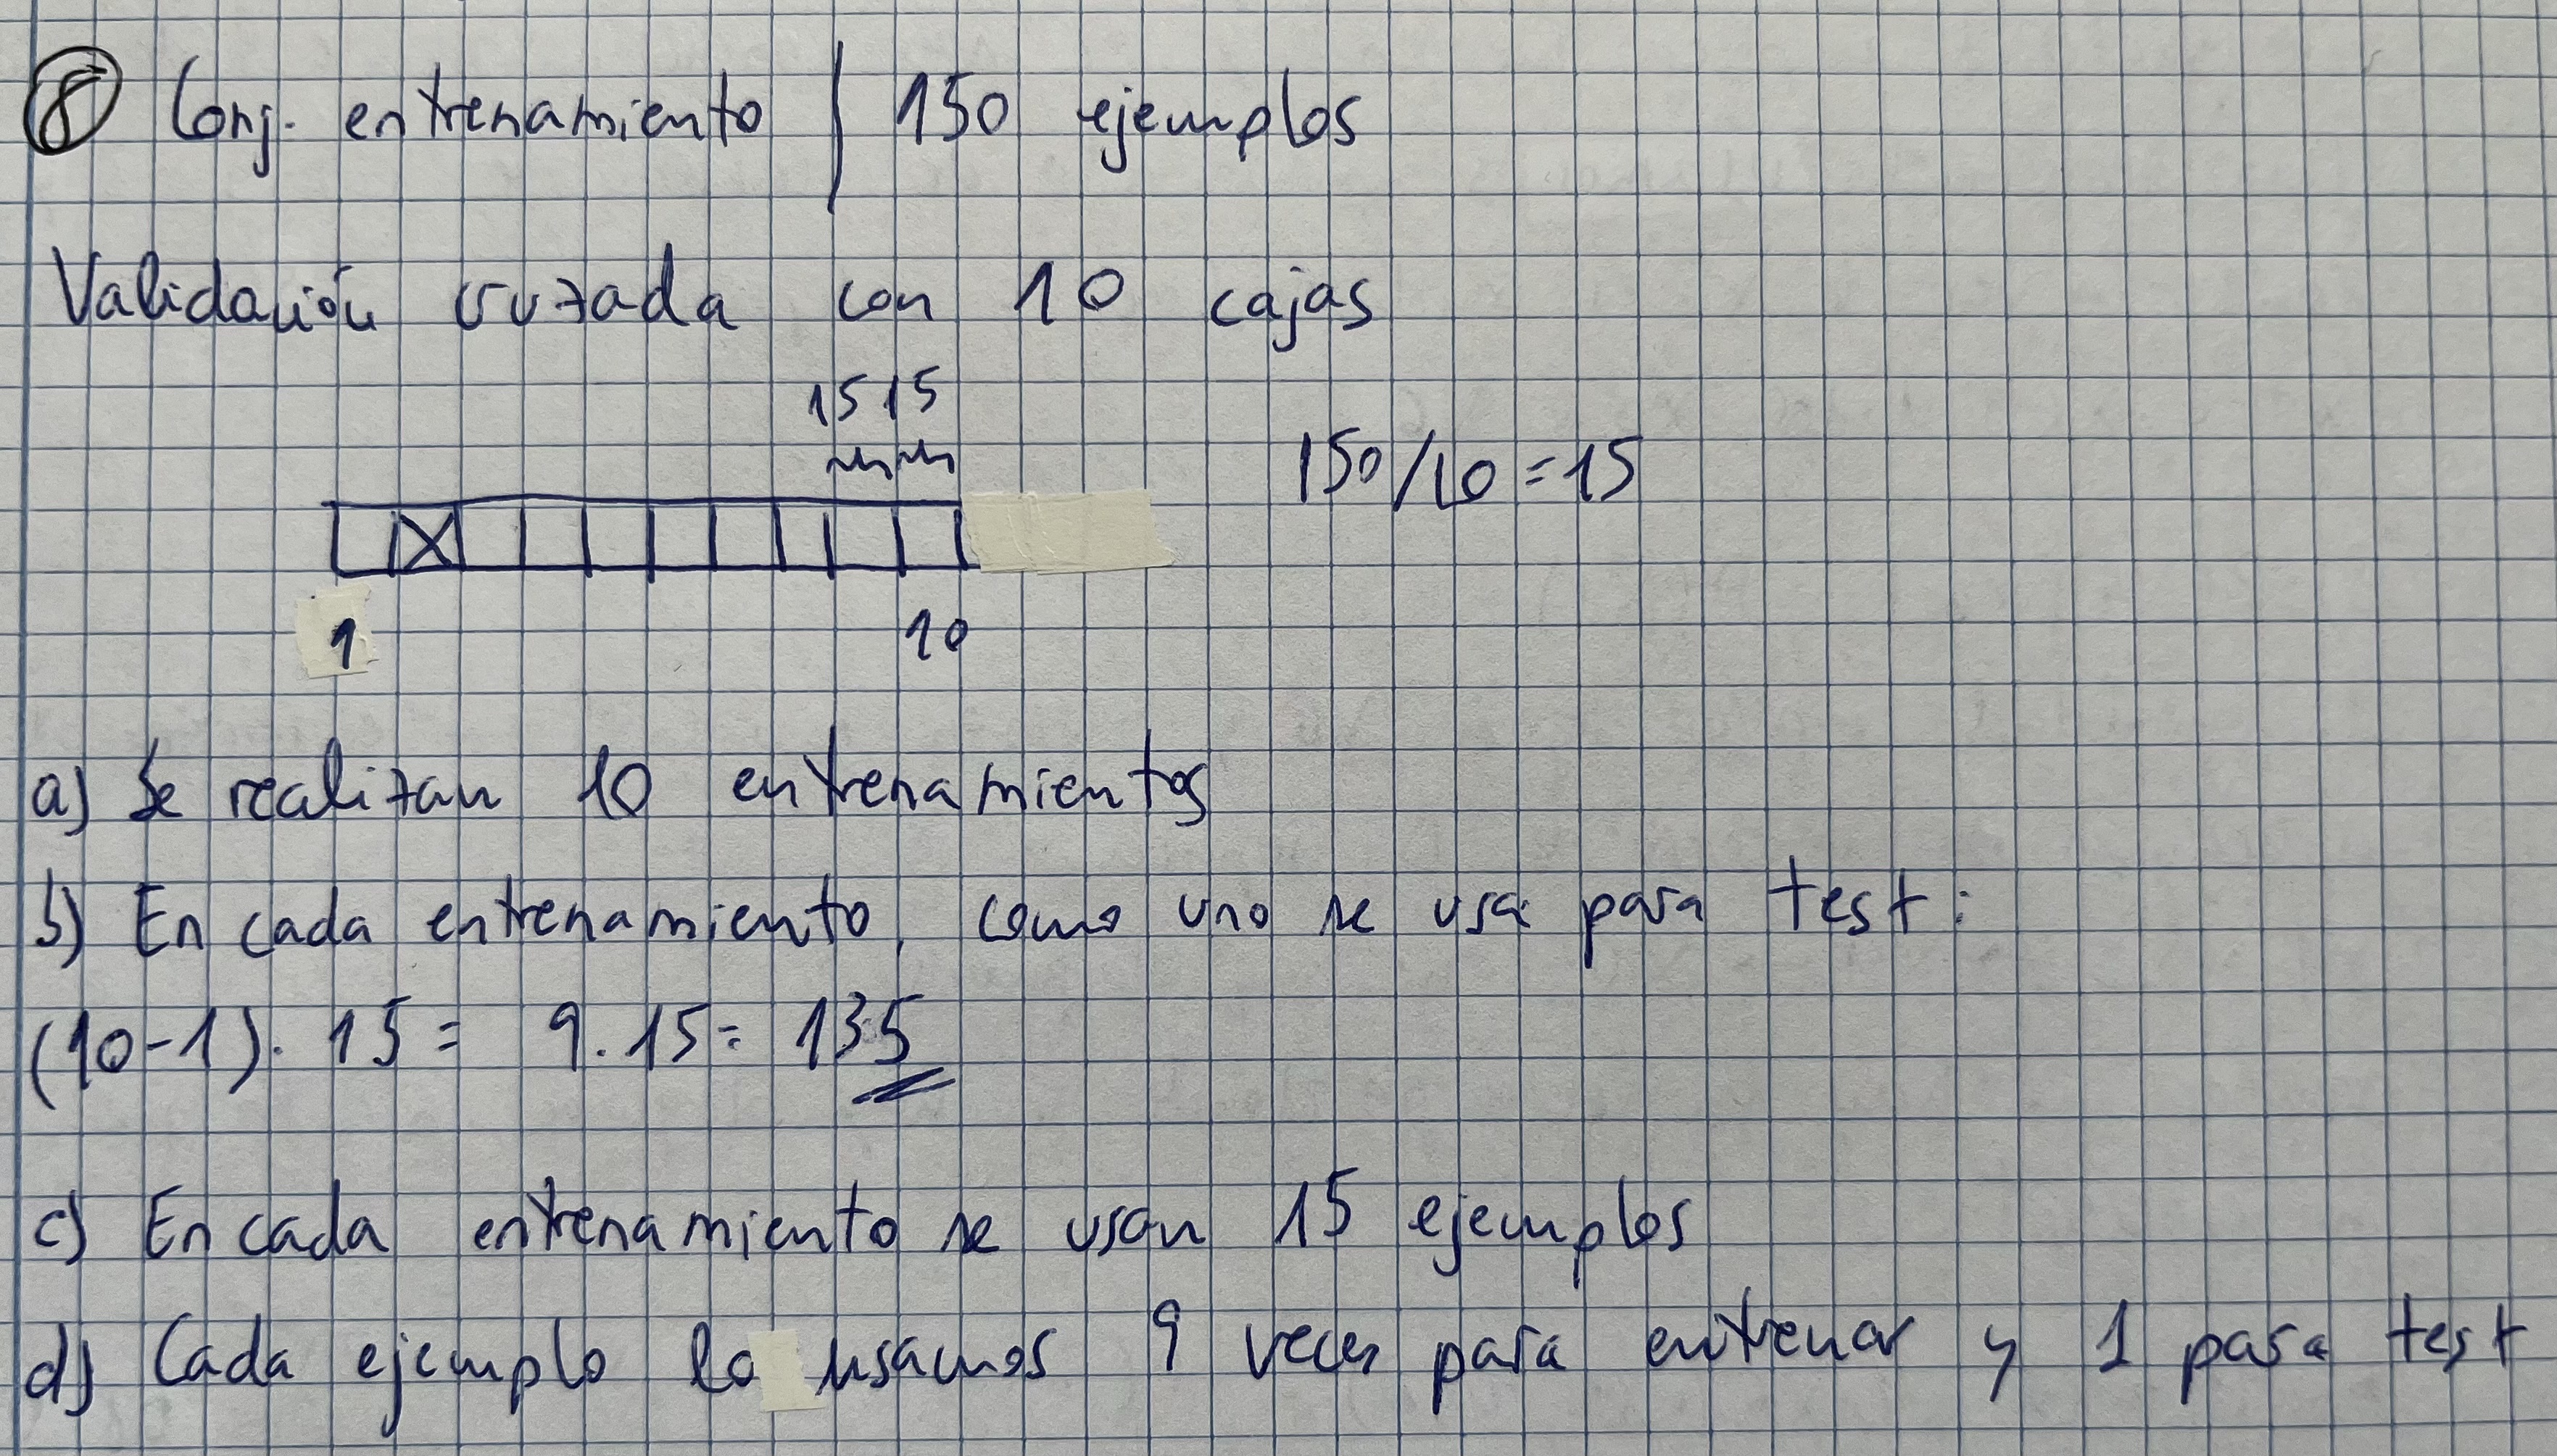 8 Conj. entrenamiento | 150 ejemplos
Validación cruzada con 10 cajas
15 15
150/10 = 15
1 10
a) Se realizan 10 entrenamientos
b) En cada entrenamiento, como uno se usa para test:
(10-1). 15 = 9.15 = 135
c) En cada entrenamiento se usan 15 ejemplos
d) Cada ejemplo lo usamos 9 veces para entrenar y 1 para test